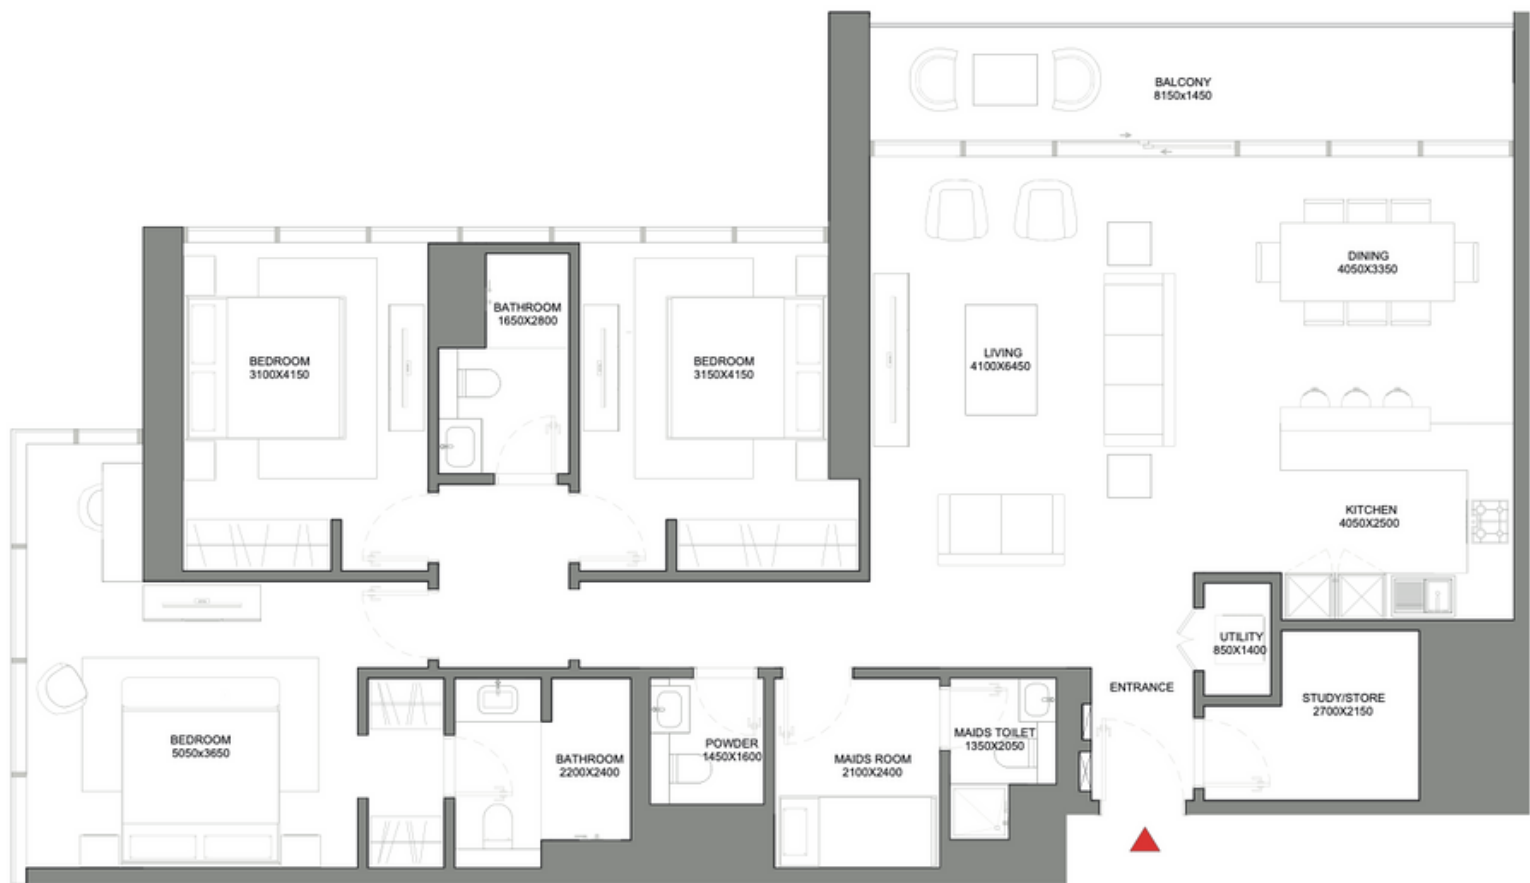 BALCONY
8150x1450
DINING
4050X3350
BATHROOM
1650X2800
BEDROOM
3100X4150
BEDROOM
3150X4150
LIVING
4100X6450
KITCHEN
4050X2500
UTILITY
850X1400
ENTRANCE
STUDY/STORE
2700X2150
BEDROOM
5050x3650
BATHROOM
2200X2400
POWDER
1450X1600
MAIDS ROOM
2100X2400
MAIDS TOILET
1350X2050